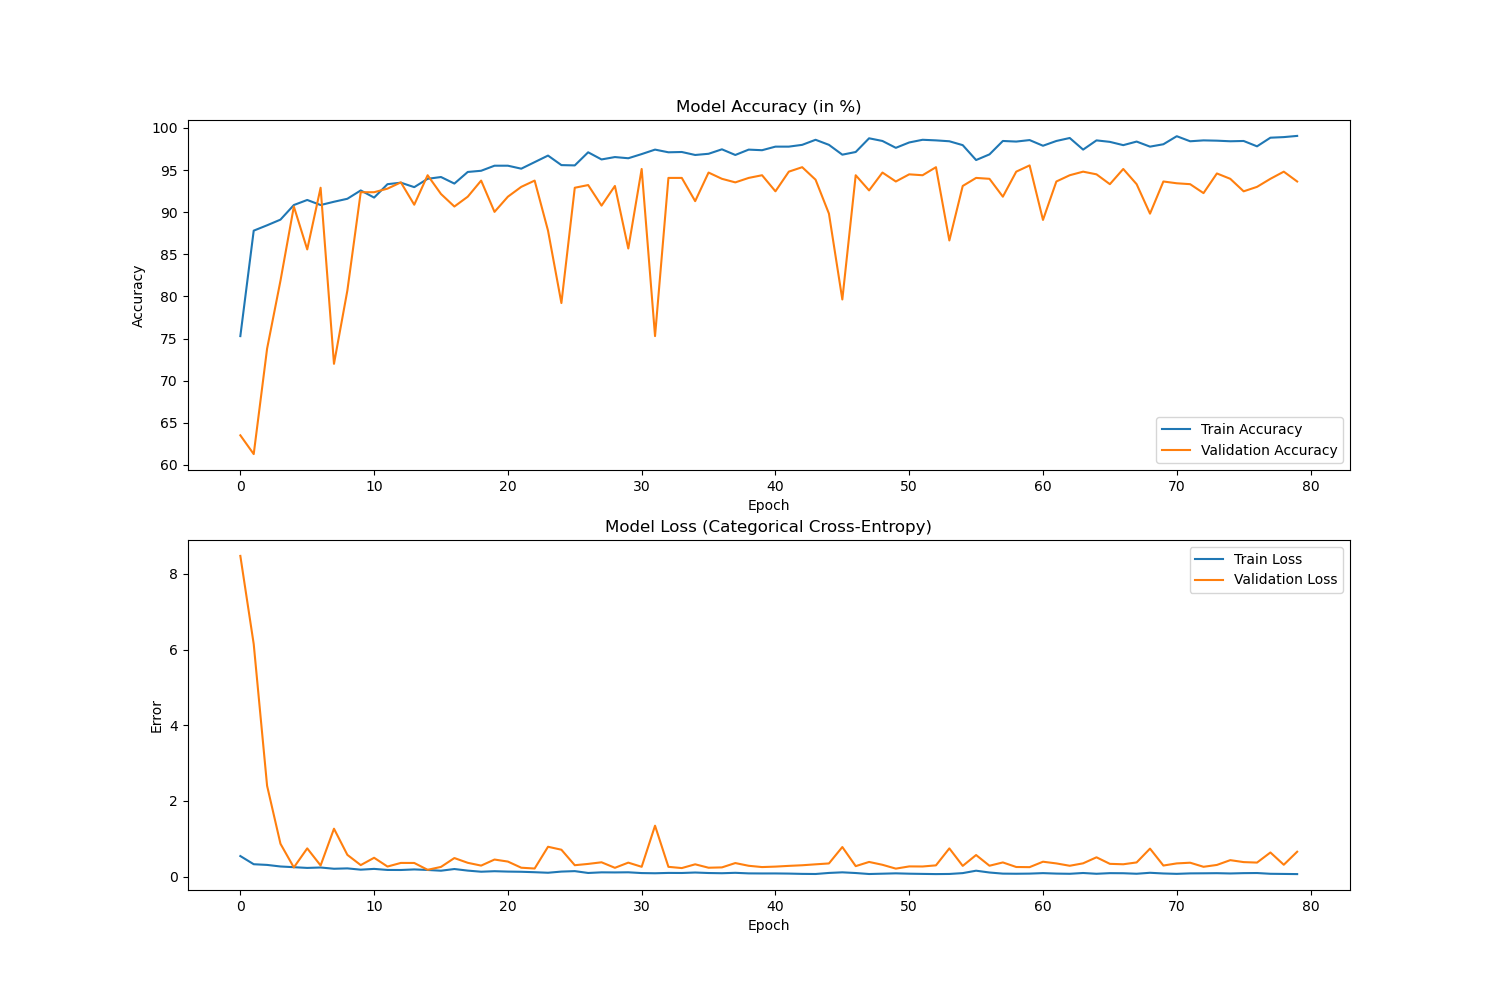 Model Accuracy (in %)
100
95
90
85
80
75
70
65
60
Accuracy
Train Accuracy
Validation Accuracy
0 10 20 30 40 50 60 70 80
Epoch
Model Loss (Categorical Cross-Entropy)
8
6
4
2
0
Error
Train Loss
Validation Loss
0 10 20 30 40 50 60 70 80
Epoch